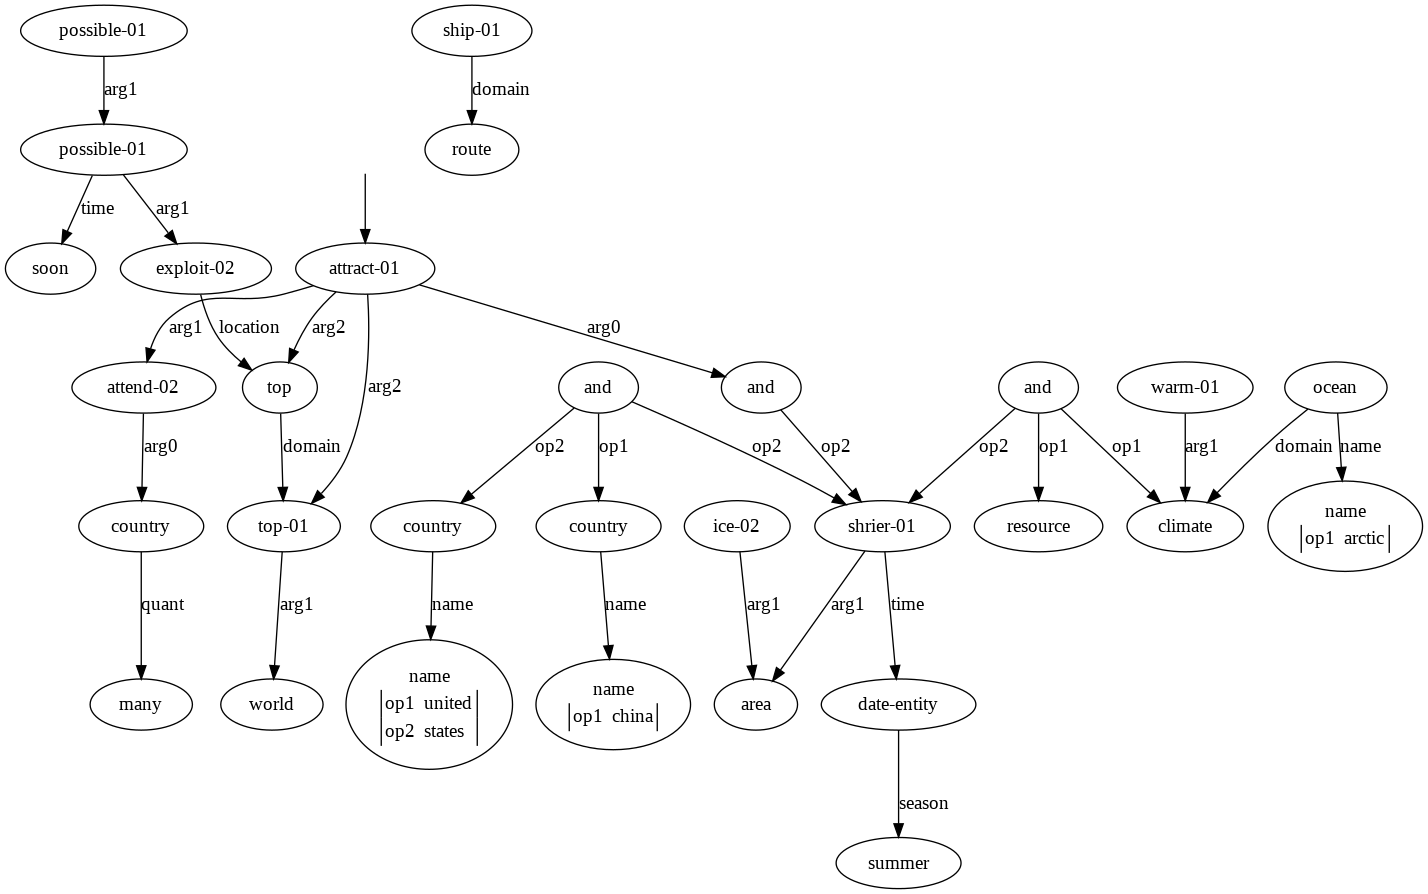 possible-01
ship-01
arg1
domain
possible-01
route
time
arg1
soon
exploit-02
attract-01
arg1
location
arg2
arg0
arg2
attend-02
top
and
and
and
warm-01
ocean
arg0
domain
op2
op1
op2
op2
op2
op1
op1
arg1
domain
name
country
top-01
country
country
ice-02
shrier-01
resource
climate
name
op1 arctic
quant
arg1
name
name
arg1
arg1
time
many
world
name
op1 united
op2 states
name
op1 china
area
date-entity
season
summer